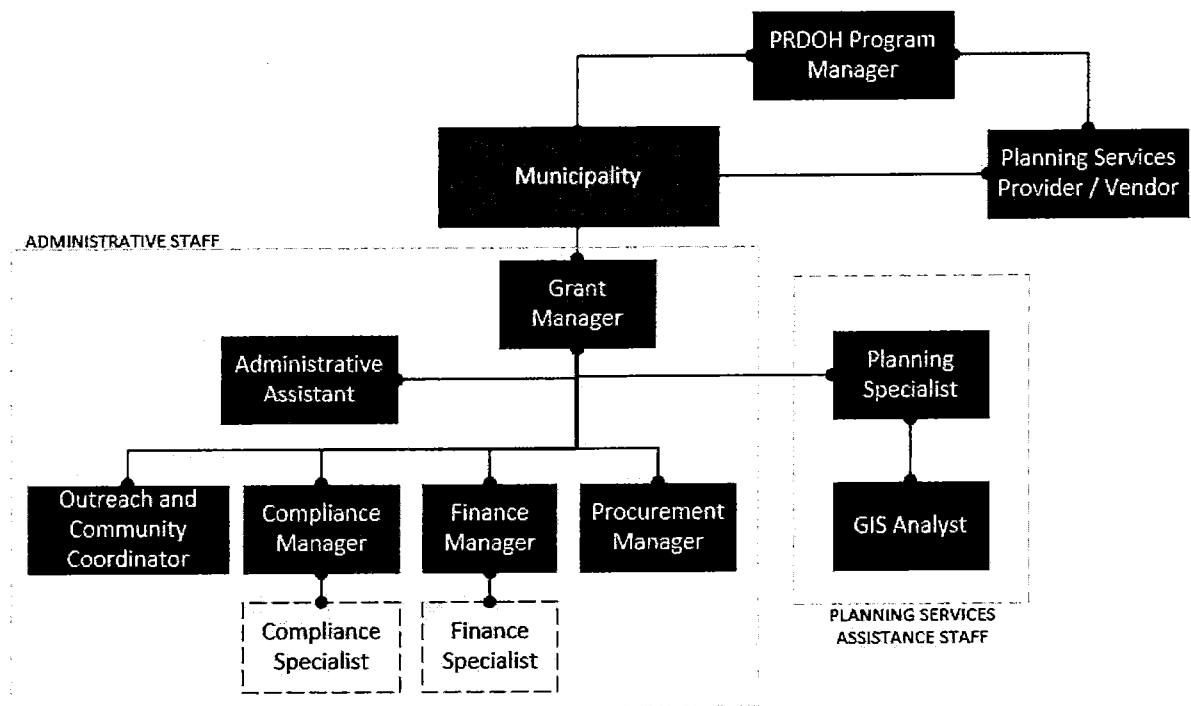 PRDOH Program
Manager
Municipality
Planning Services
Provider / Vendor
ADMINISTRATIVE STAFF
Grant
Manager
Administrative
Assistant
Planning
Specialist
Outreach and
Community
Coordinator
Compliance
Manager
Finance
Manager
Procurement
Manager
GIS Analyst
Compliance
Specialist
Finance
Specialist
PLANNING SERVICES
ASSISTANCE STAFF